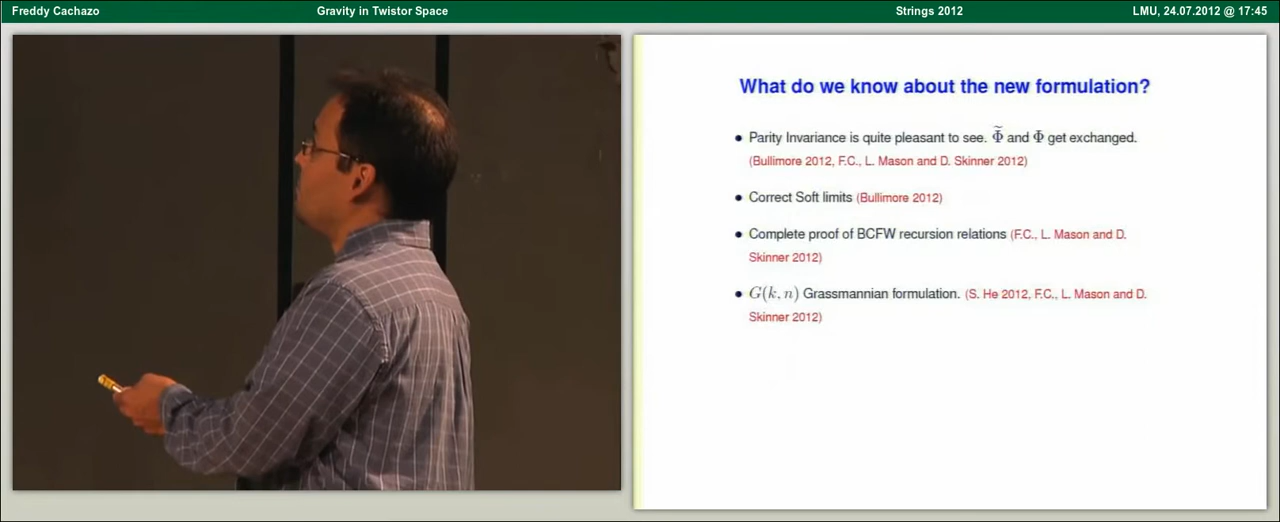 Freddy Cachazo Gravity in Twistor Space Strings 2012 LMU, 24.07.2012 @ 17:45
What do we know about the new formulation?
• Parity Invariance is quite pleasant to see. Φ̃ and Φ get exchanged.
(Bullimore 2012, F.C., L. Mason and D. Skinner 2012)
• Correct Soft limits (Bullimore 2012)
• Complete proof of BCFW recursion relations (F.C., L. Mason and D.
Skinner 2012)
• G(k, n) Grassmannian formulation. (S. He 2012, F.C., L. Mason and D.
Skinner 2012)